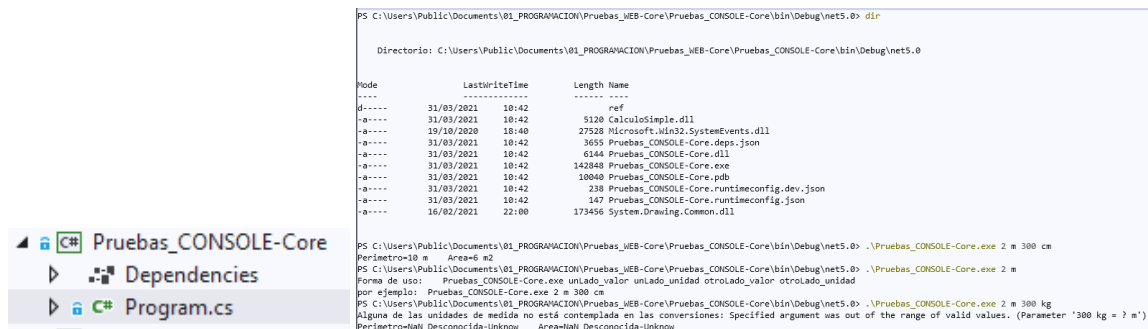 PS C:\Users\Public\Documents\01_PROGRAMACION\Pruebas_WEB-Core\Pruebas_CONSOLE-Core\bin\Debug\net5.0> dir
Directorio: C:\Users\Public\Documents\01_PROGRAMACION\Pruebas_WEB-Core\Pruebas_CONSOLE-Core\bin\Debug\net5.0
Mode LastWriteTime Length Name
---- ------------- ------ ----
d----- 31/03/2021 10:42 ref
-a---- 31/03/2021 10:42 5120 CalculoSimple.dll
-a---- 19/10/2020 18:40 27528 Microsoft.Win32.SystemEvents.dll
-a---- 31/03/2021 10:42 3655 Pruebas_CONSOLE-Core.deps.json
-a---- 31/03/2021 10:42 6144 Pruebas_CONSOLE-Core.dll
-a---- 31/03/2021 10:42 142848 Pruebas_CONSOLE-Core.exe
-a---- 31/03/2021 10:42 10040 Pruebas_CONSOLE-Core.pdb
-a---- 31/03/2021 10:42 238 Pruebas_CONSOLE-Core.runtimeconfig.dev.json
-a---- 31/03/2021 10:42 147 Pruebas_CONSOLE-Core.runtimeconfig.json
-a---- 16/02/2021 22:00 173456 System.Drawing.Common.dll
PS C:\Users\Public\Documents\01_PROGRAMACION\Pruebas_WEB-Core\Pruebas_CONSOLE-Core\bin\Debug\net5.0> .\Pruebas_CONSOLE-Core.exe 2 m 300 cm
Perimetro=10 m Area=6 m2
PS C:\Users\Public\Documents\01_PROGRAMACION\Pruebas_WEB-Core\Pruebas_CONSOLE-Core\bin\Debug\net5.0> .\Pruebas_CONSOLE-Core.exe 2 m
Forma de uso: Pruebas_CONSOLE-Core.exe unLado_valor unLado_unidad otroLado_valor otroLado_unidad
por ejemplo: Pruebas_CONSOLE-Core.exe 2 m 300 cm
PS C:\Users\Public\Documents\01_PROGRAMACION\Pruebas_WEB-Core\Pruebas_CONSOLE-Core\bin\Debug\net5.0> .\Pruebas_CONSOLE-Core.exe 2 m 300 kg
Alguna de las unidades de medida no está contemplada en las conversiones: Specified argument was out of the range of valid values. (Parameter '300 kg = ? m')
Perimetro=NaN Desconocida-Unknow Area=NaN Desconocida-Unknow
C# Pruebas_CONSOLE-Core
Dependencies
C# Program.cs